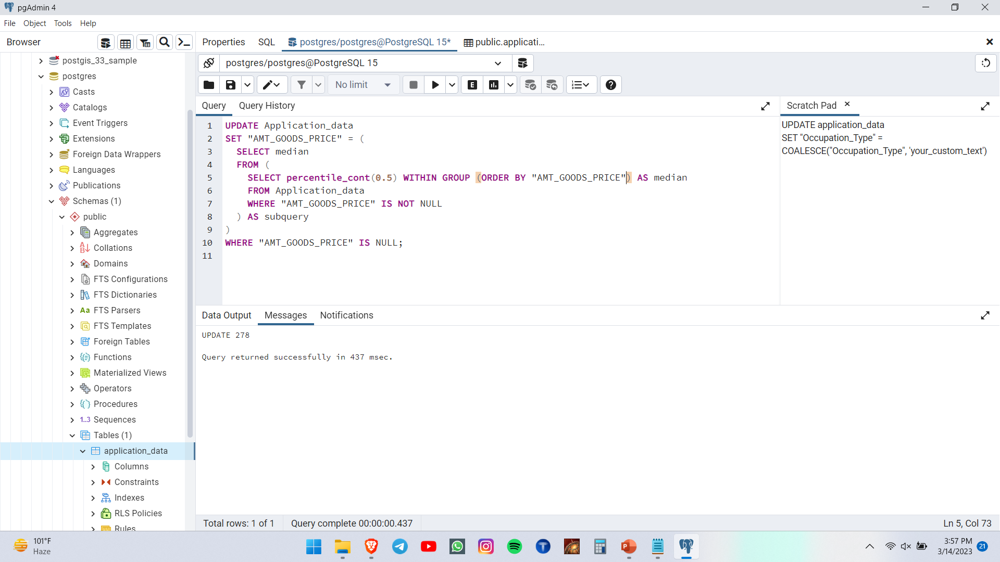 pgAdmin 4
File Object Tools Help
Browser
Properties SQL postgres/postgres@PostgreSQL 15* public.applicati...
postgis_33_sample
postgres
Casts
Catalogs
Event Triggers
Extensions
Foreign Data Wrappers
Languages
Publications
Schemas (1)
public
Aggregates
Collations
Domains
FTS Configurations
FTS Dictionaries
Aa FTS Parsers
FTS Templates
Foreign Tables
Functions
Materialized Views
Operators
Procedures
1..3 Sequences
Tables (1)
application_data
Columns
Constraints
Indexes
RLS Policies
Rules
postgres/postgres@PostgreSQL 15
No limit
E
Query Query History
1 UPDATE Application_data
2 SET "AMT_GOODS_PRICE" = (
3 SELECT median
4 FROM (
5 SELECT percentile_cont(0.5) WITHIN GROUP (ORDER BY "AMT_GOODS_PRICE") AS median
6 FROM Application_data
7 WHERE "AMT_GOODS_PRICE" IS NOT NULL
8 ) AS subquery
9 )
10 WHERE "AMT_GOODS_PRICE" IS NULL;
11
Scratch Pad
UPDATE application_data
SET "Occupation_Type" =
COALESCE("Occupation_Type", 'your_custom_text')
Data Output Messages Notifications
UPDATE 278
Query returned successfully in 437 msec.
Total rows: 1 of 1 Query complete 00:00:00.437 Ln 5, Col 73
101°F
Haze
3:57 PM
3/14/2023
21